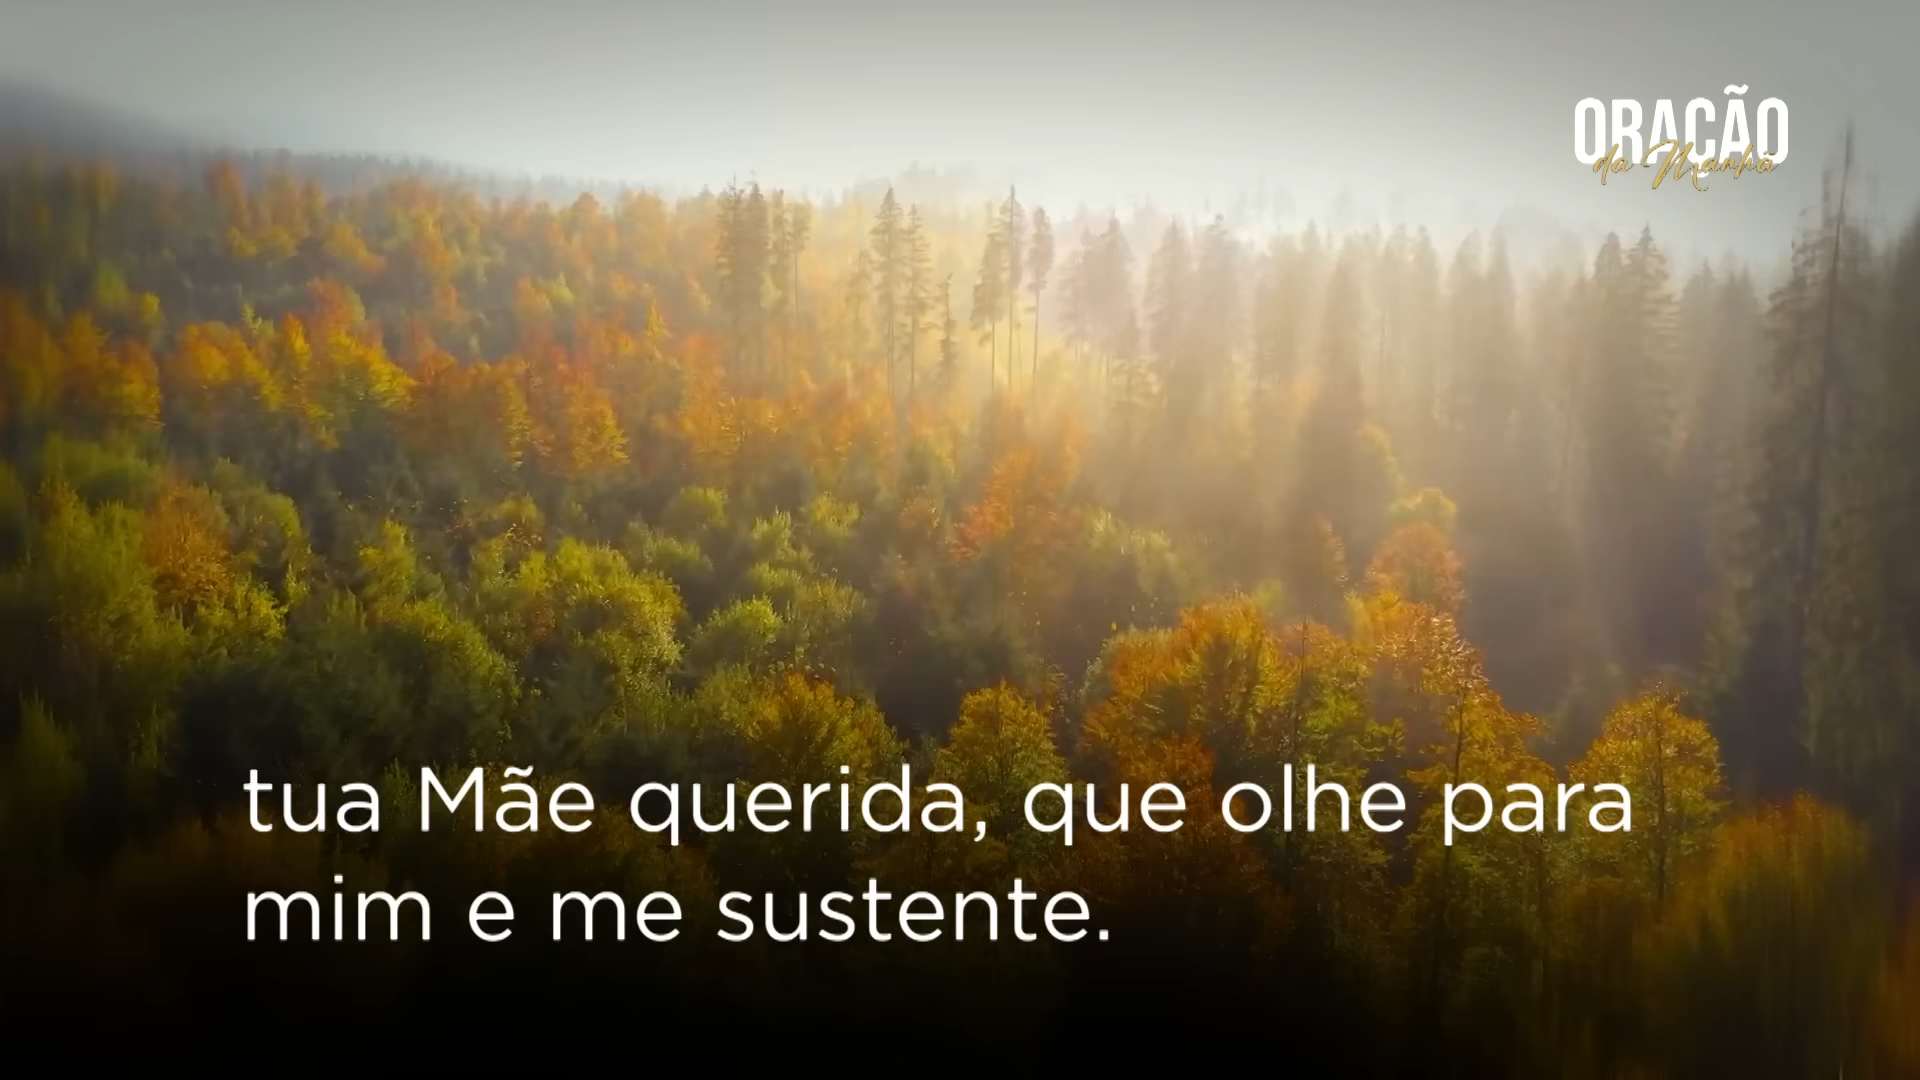 ORAÇÃO
da Manhã
tua Mãe querida, que olhe para
mim e me sustente.